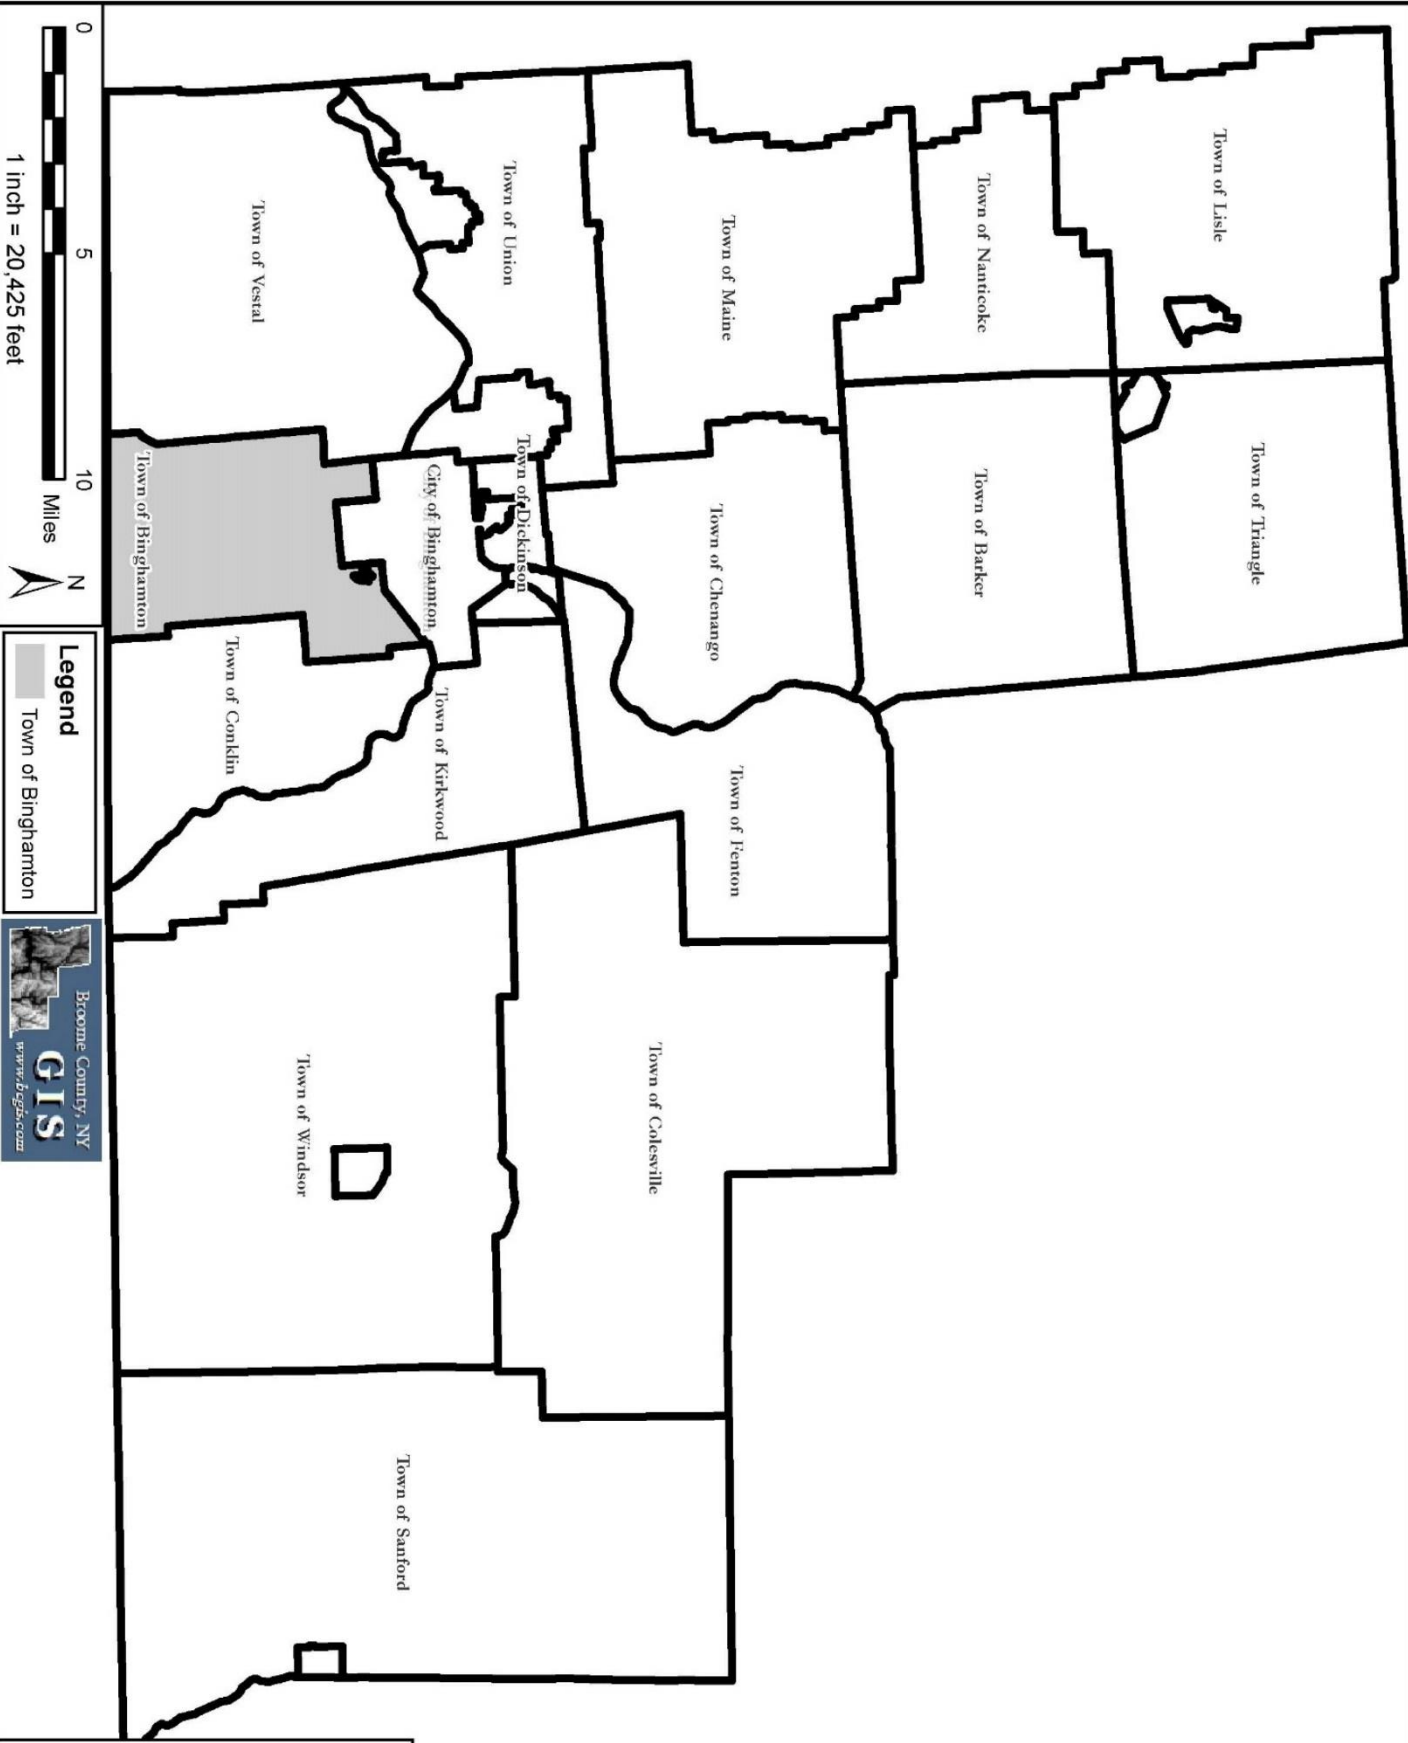 Town of Lisle
Town of Triangle
Town of Nanticoke
Town of Barker
Town of Maine
Town of Chenango
Town of Fenton
Town of Union
Town of Dickinson
City of Binghamton
Town of Kirkwood
Town of Colesville
Town of Vestal
Town of Binghamton
Town of Conklin
Town of Windsor
Town of Sanford
0
5
10
Miles
N
1 inch = 20,425 feet
Legend
Town of Binghamton
Broome County, NY
GIS
www.bcgis.com